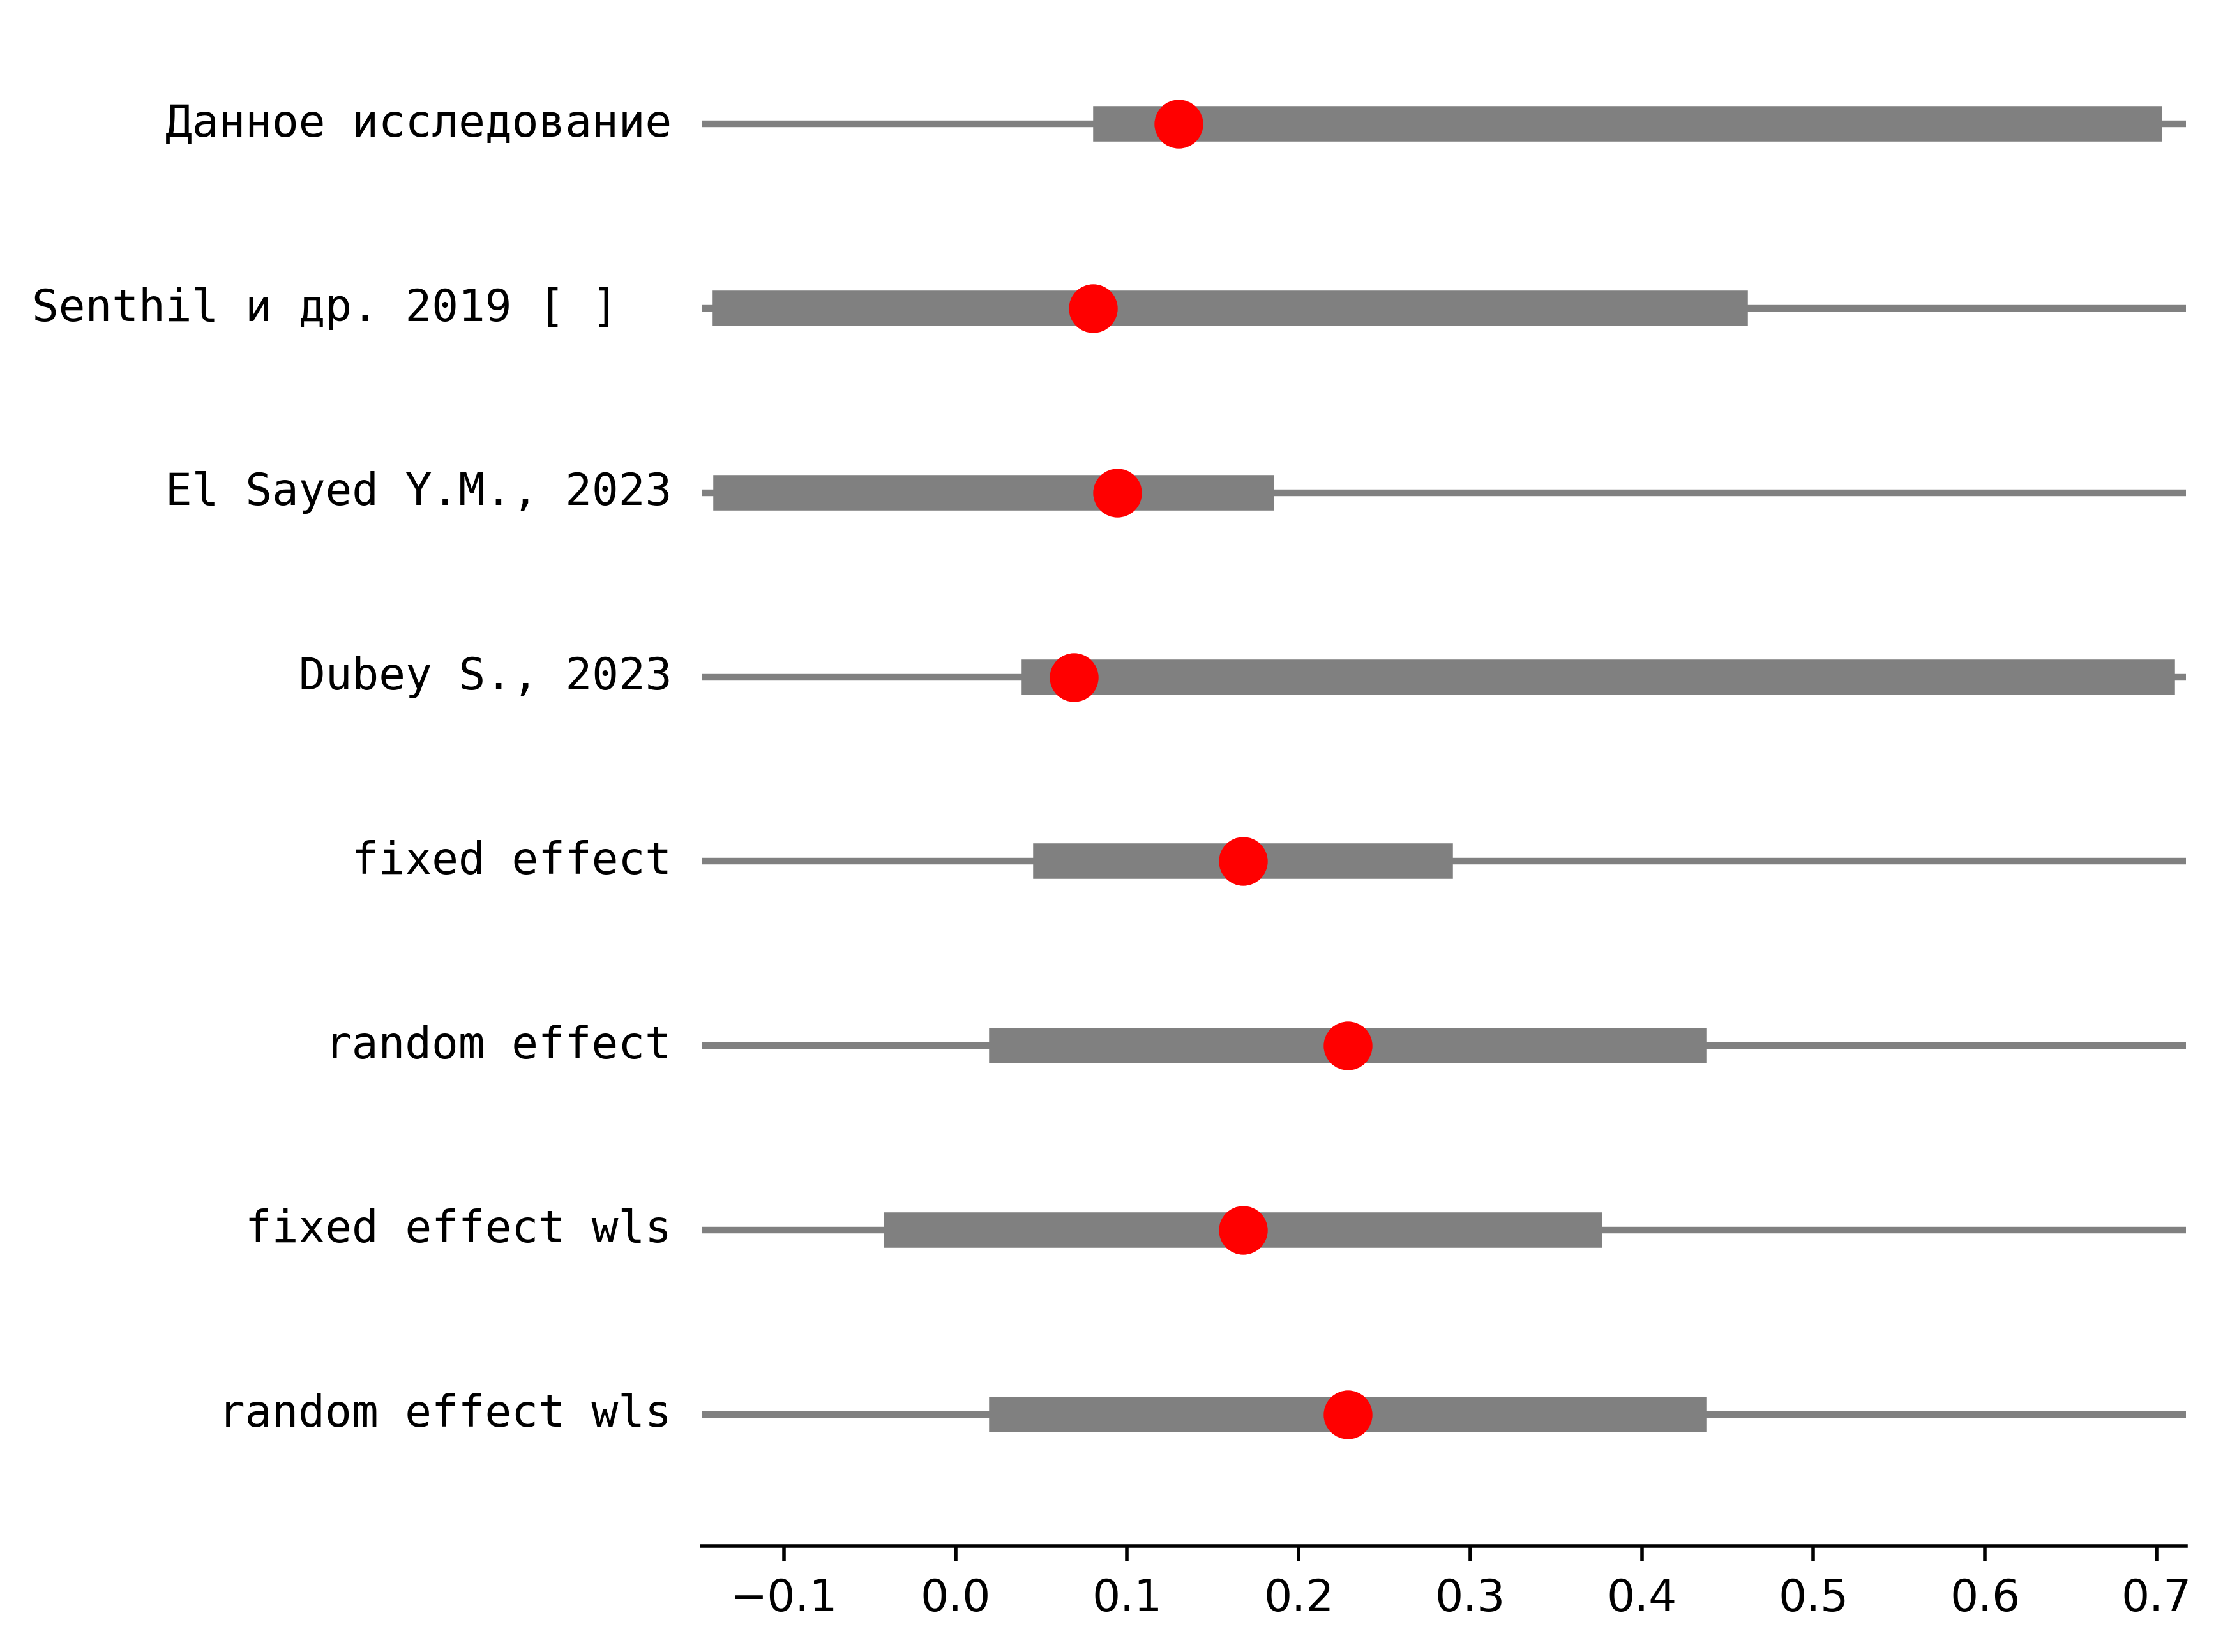 Данное исследование
Senthil и др. 2019 [ ]
El Sayed Y.M., 2023
Dubey S., 2023
fixed effect
random effect
fixed effect wls
random effect wls
−0.1 0.0 0.1 0.2 0.3 0.4 0.5 0.6 0.7